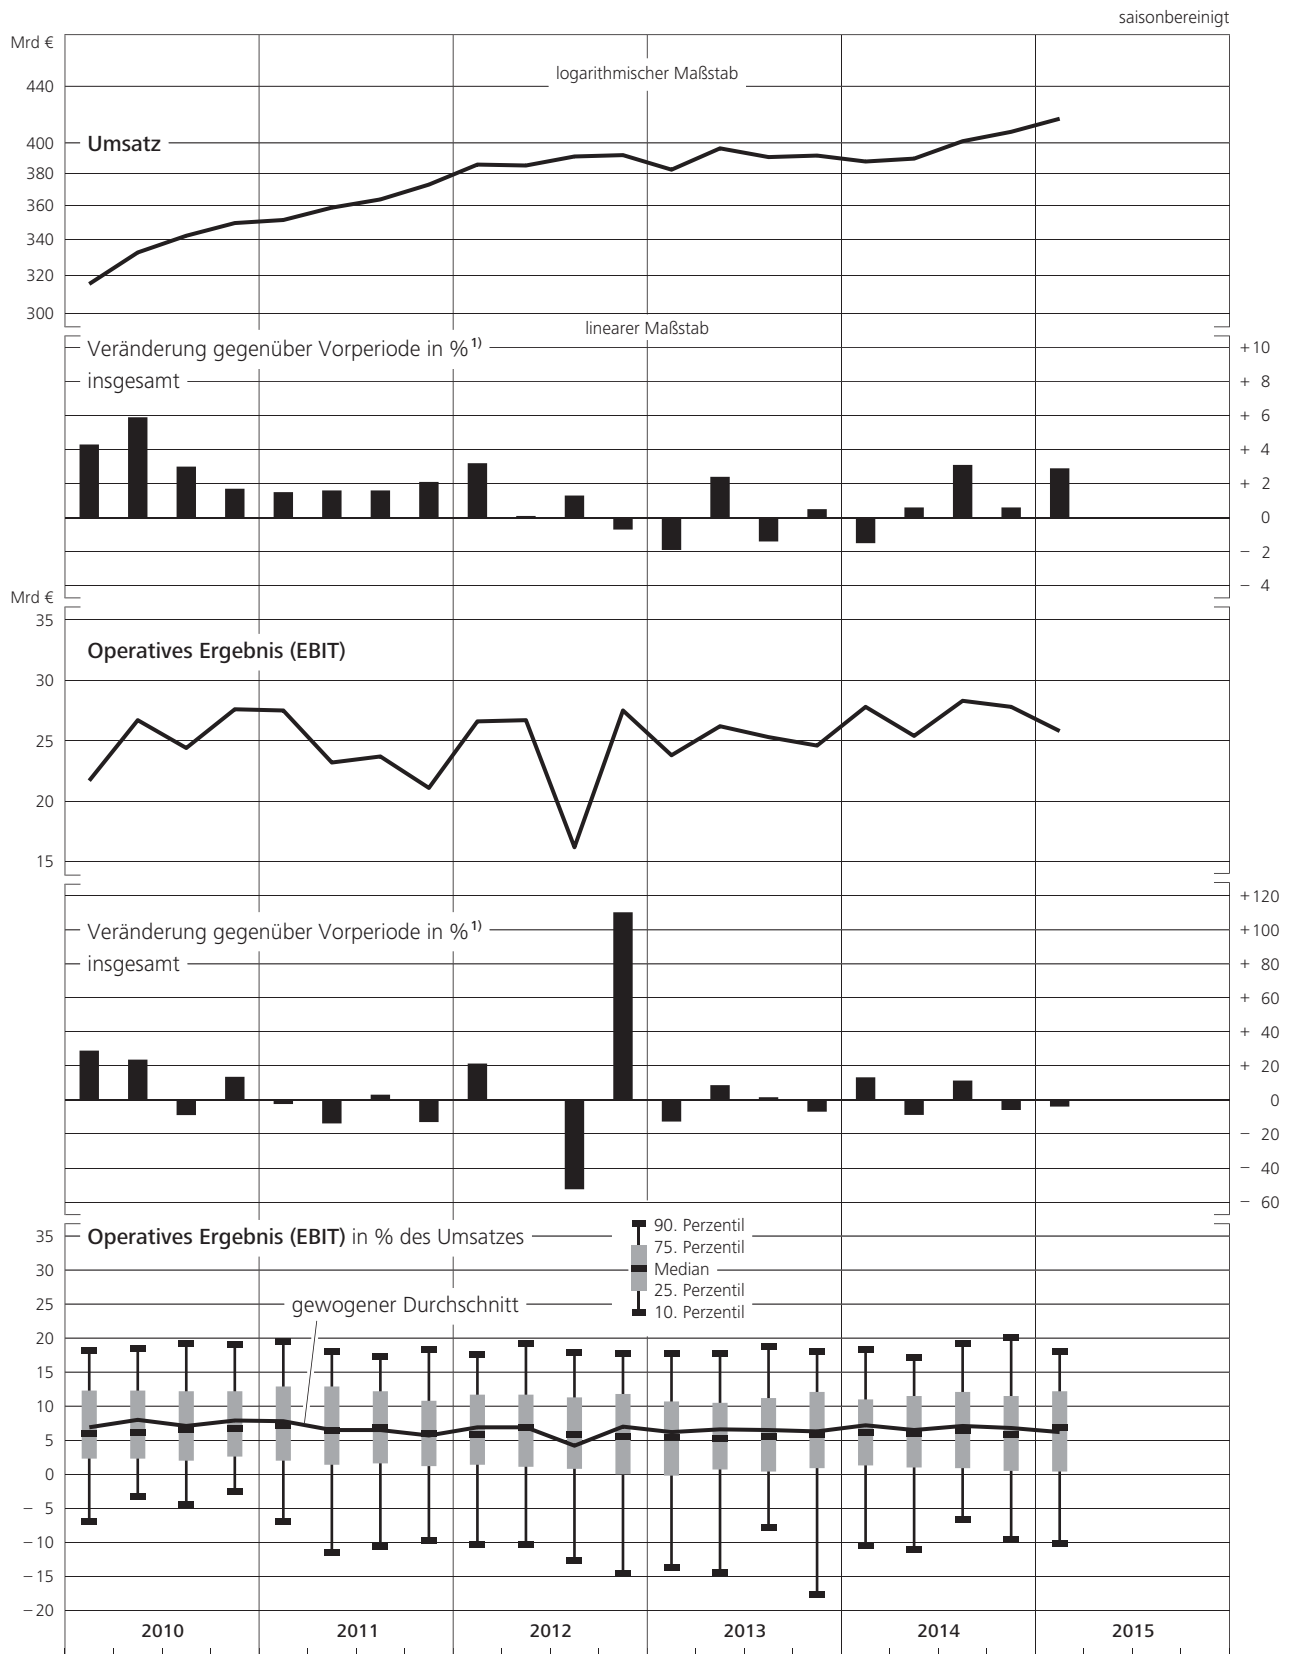 saisonbereinigt
Mrd €
logarithmischer Maßstab
440
Umsatz
400
380
360
340
320
300
linearer Maßstab
Veränderung gegenüber Vorperiode in %1)
+10
insgesamt
+ 8
+ 6
+ 4
+ 2
0
− 2
− 4
Mrd €
35
Operatives Ergebnis (EBIT)
30
25
20
15
+120
Veränderung gegenüber Vorperiode in %1)
+100
insgesamt
+ 80
+ 60
+ 40
+ 20
0
− 20
− 40
− 60
90. Perzentil
35
Operatives Ergebnis (EBIT) in % des Umsatzes
75. Perzentil
30
Median
25
25. Perzentil
gewogener Durchschnitt
10. Perzentil
20
15
10
5
0
− 5
−10
−15
−20
2010 2011 2012 2013 2014 2015